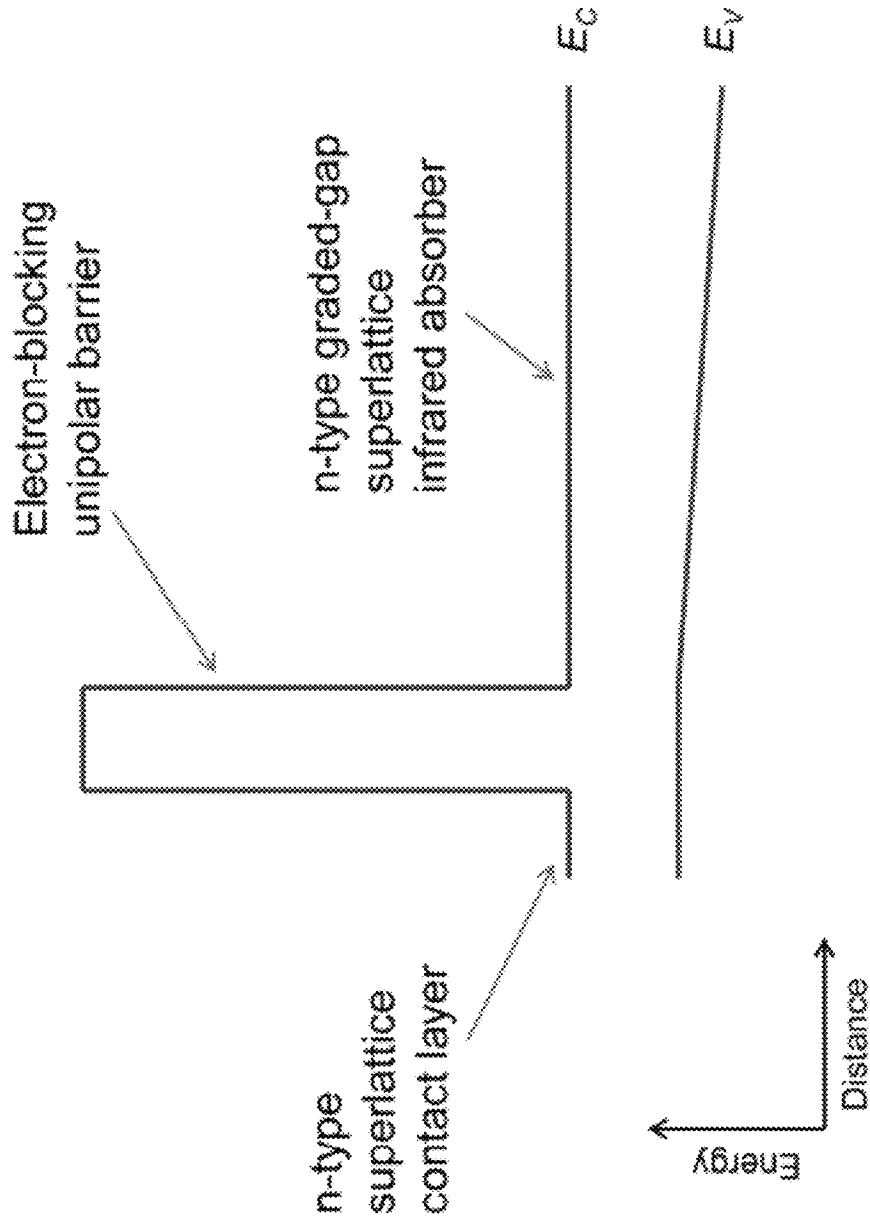 Electron-blocking
unipolar barrier
n-type graded-gap
superlattice
infrared absorber
n-type
superlattice
contact layer
E_C
E_V
Energy
Distance